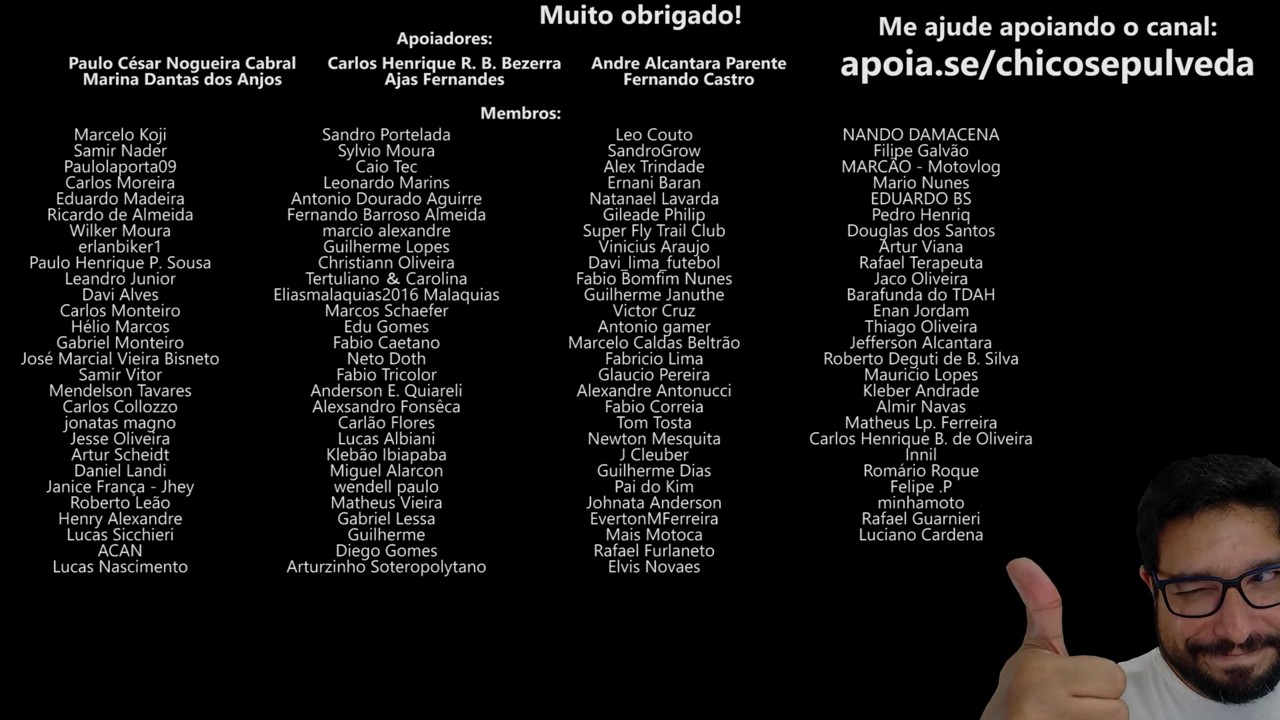 Muito obrigado!
Apoiadores:
Paulo César Nogueira Cabral
Marina Dantas dos Anjos
Carlos Henrique R. B. Bezerra
Ajas Fernandes
Andre Alcantara Parente
Fernando Castro
Me ajude apoiando o canal:
apoia.se/chicosepulveda
Membros:
Marcelo Koji
Samir Nader
Paulolaporta09
Carlos Moreira
Eduardo Madeira
Ricardo de Almeida
Wilker Moura
erlanbiker1
Paulo Henrique P. Sousa
Leandro Junior
Davi Alves
Carlos Monteiro
Hélio Marcos
Gabriel Monteiro
José Marcial Vieira Bisneto
Samir Vitor
Mendelson Tavares
Carlos Collozzo
jonatas magno
Jesse Oliveira
Artur Scheidt
Daniel Landi
Janice França - Jhey
Roberto Leão
Henry Alexandre
Lucas Sicchieri
ACAN
Lucas Nascimento
Sandro Portelada
Sylvio Moura
Caio Tec
Leonardo Marins
Antonio Dourado Aguirre
Fernando Barroso Almeida
marcio alexandre
Guilherme Lopes
Christiann Oliveira
Tertuliano & Carolina
Eliasmalaquias2016 Malaquias
Marcos Schaefer
Edu Gomes
Fabio Caetano
Neto Doth
Fabio Tricolor
Anderson E. Quiareli
Alexsandro Fonsêca
Carlão Flores
Lucas Albiani
Klebão Ibiapaba
Miguel Alarcon
wendell paulo
Matheus Vieira
Gabriel Lessa
Guilherme
Diego Gomes
Arturzinho Soteropolytano
Leo Couto
SandroGrow
Alex Trindade
Ernani Baran
Natanael Lavarda
Gileade Philip
Super Fly Trail Club
Vinicius Araujo
Davi_lima_futebol
Fabio Bomfim Nunes
Guilherme Januthe
Victor Cruz
Antonio gamer
Marcelo Caldas Beltrão
Fabricio Lima
Glaucio Pereira
Alexandre Antonucci
Fabio Correia
Tom Tosta
Newton Mesquita
J Cleuber
Guilherme Dias
Pai do Kim
Johnata Anderson
EvertonMFerreira
Mais Motoca
Rafael Furlaneto
Elvis Novaes
NANDO DAMACENA
Filipe Galvão
MARCÃO - Motovlog
Mario Nunes
EDUARDO BS
Pedro Henriq
Douglas dos Santos
Artur Viana
Rafael Terapeuta
Jaco Oliveira
Barafunda do TDAH
Enan Jordam
Thiago Oliveira
Jefferson Alcantara
Roberto Deguti de B. Silva
Mauricio Lopes
Kleber Andrade
Almir Navas
Matheus Lp. Ferreira
Carlos Henrique B. de Oliveira
Innil
Romário Roque
Felipe .P
minhamoto
Rafael Guarnieri
Luciano Cardena